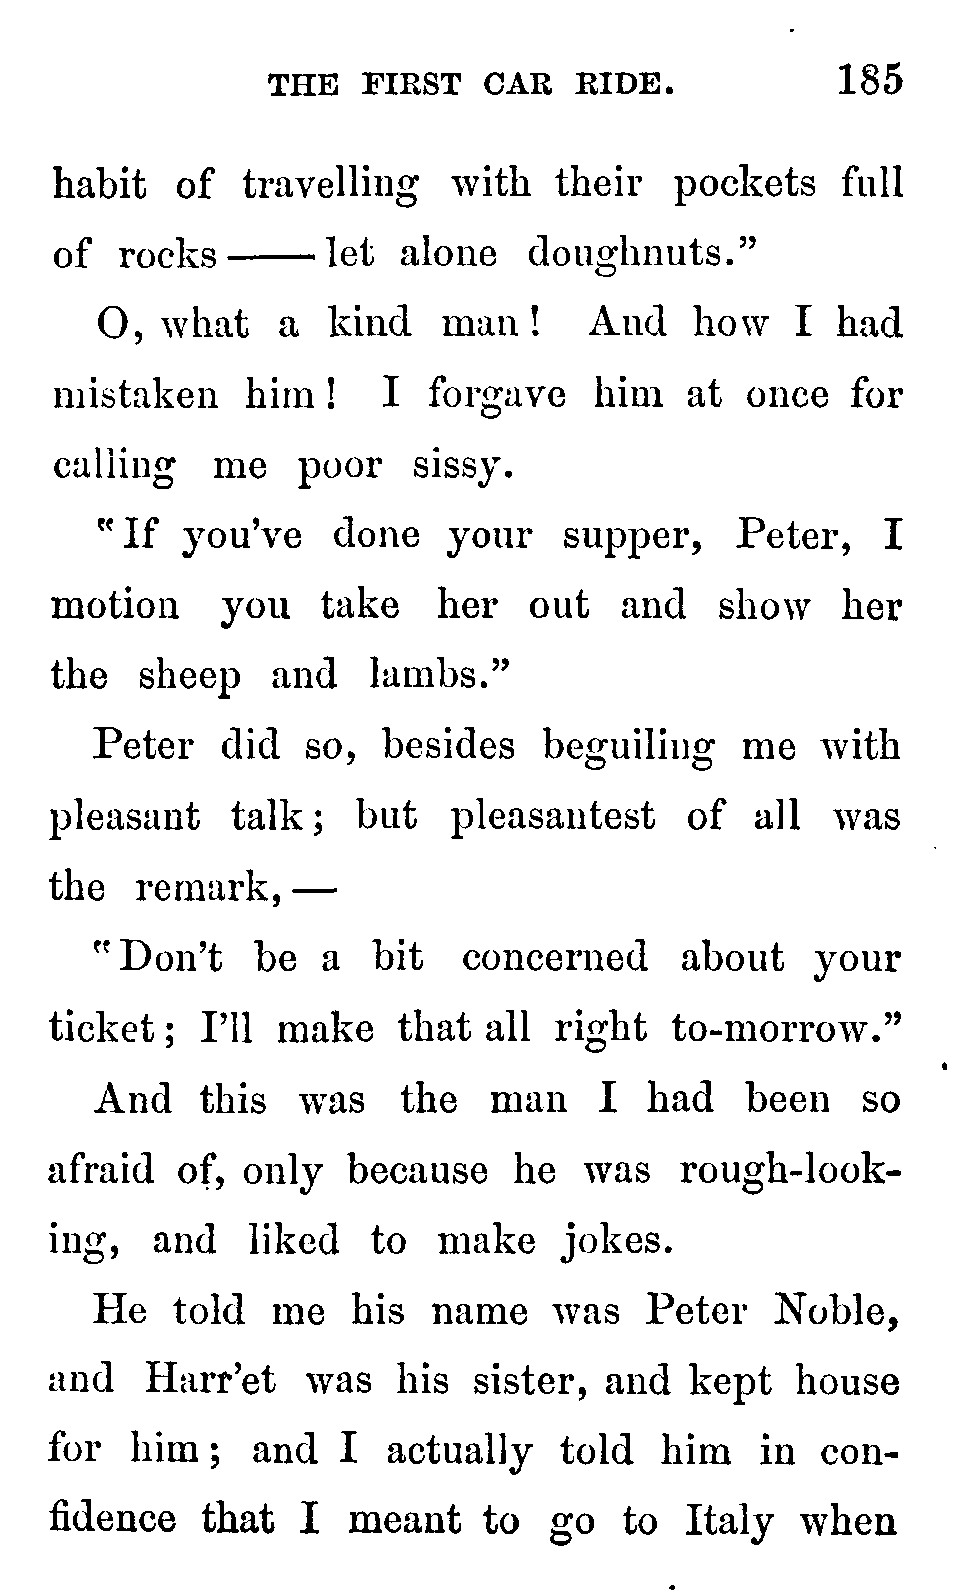 THE FIRST CAR RIDE. 185
habit of travelling with their pockets full
of rocks —— let alone doughnuts."
O, what a kind man! And how I had
mistaken him! I forgave him at once for
calling me poor sissy.
"If you've done your supper, Peter, I
motion you take her out and show her
the sheep and lambs."
Peter did so, besides beguiling me with
pleasant talk; but pleasantest of all was
the remark, —
"Don't be a bit concerned about your
ticket; I'll make that all right to-morrow."
And this was the man I had been so
afraid of, only because he was rough-look-
ing, and liked to make jokes.
He told me his name was Peter Noble,
and Harr'et was his sister, and kept house
for him; and I actually told him in con-
fidence that I meant to go to Italy when